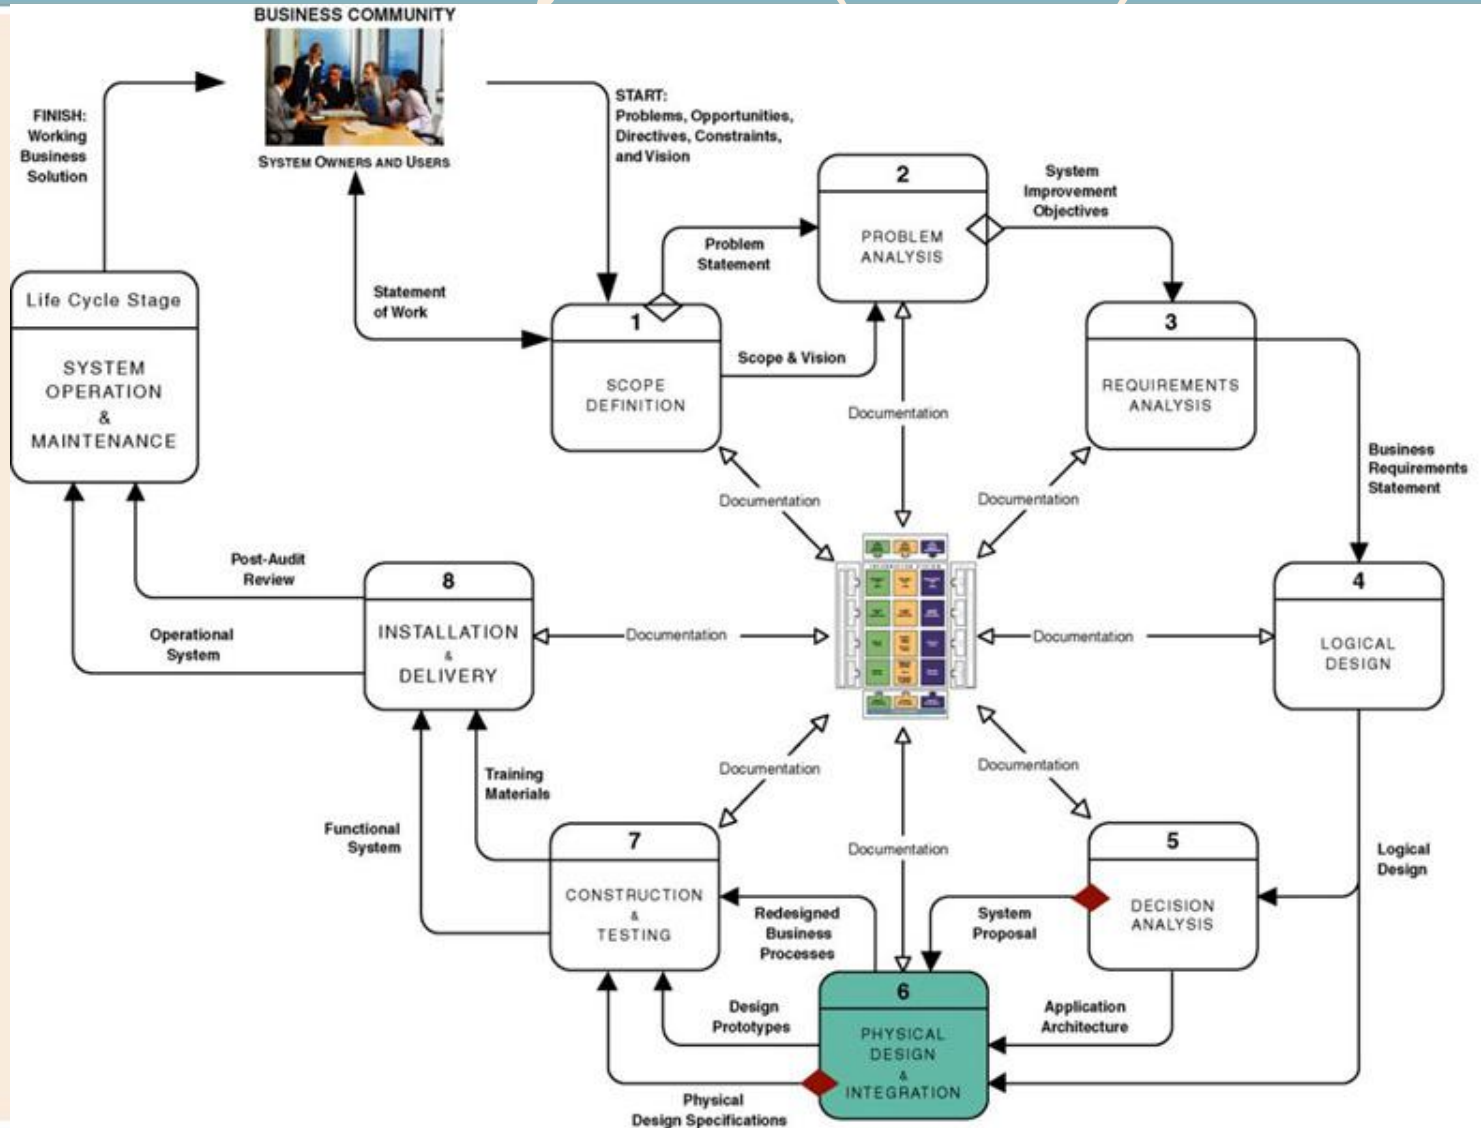 BUSINESS COMMUNITY
SYSTEM OWNERS AND USERS
FINISH:
Working
Business
Solution
START:
Problems, Opportunities,
Directives, Constraints,
and Vision
Statement
of Work
Life Cycle Stage
SYSTEM
OPERATION
&
MAINTENANCE
1
SCOPE
DEFINITION
Problem
Statement
Scope & Vision
2
PROBLEM
ANALYSIS
System
Improvement
Objectives
3
REQUIREMENTS
ANALYSIS
Business
Requirements
Statement
Documentation
Documentation
Documentation
4
LOGICAL
DESIGN
Documentation
Documentation
Post-Audit
Review
Operational
System
8
INSTALLATION
&
DELIVERY
Training
Materials
Functional
System
Documentation
Documentation
Documentation
7
CONSTRUCTION
&
TESTING
Redesigned
Business
Processes
System
Proposal
5
DECISION
ANALYSIS
Logical
Design
Design
Prototypes
Application
Architecture
6
PHYSICAL
DESIGN
&
INTEGRATION
Physical
Design Specifications